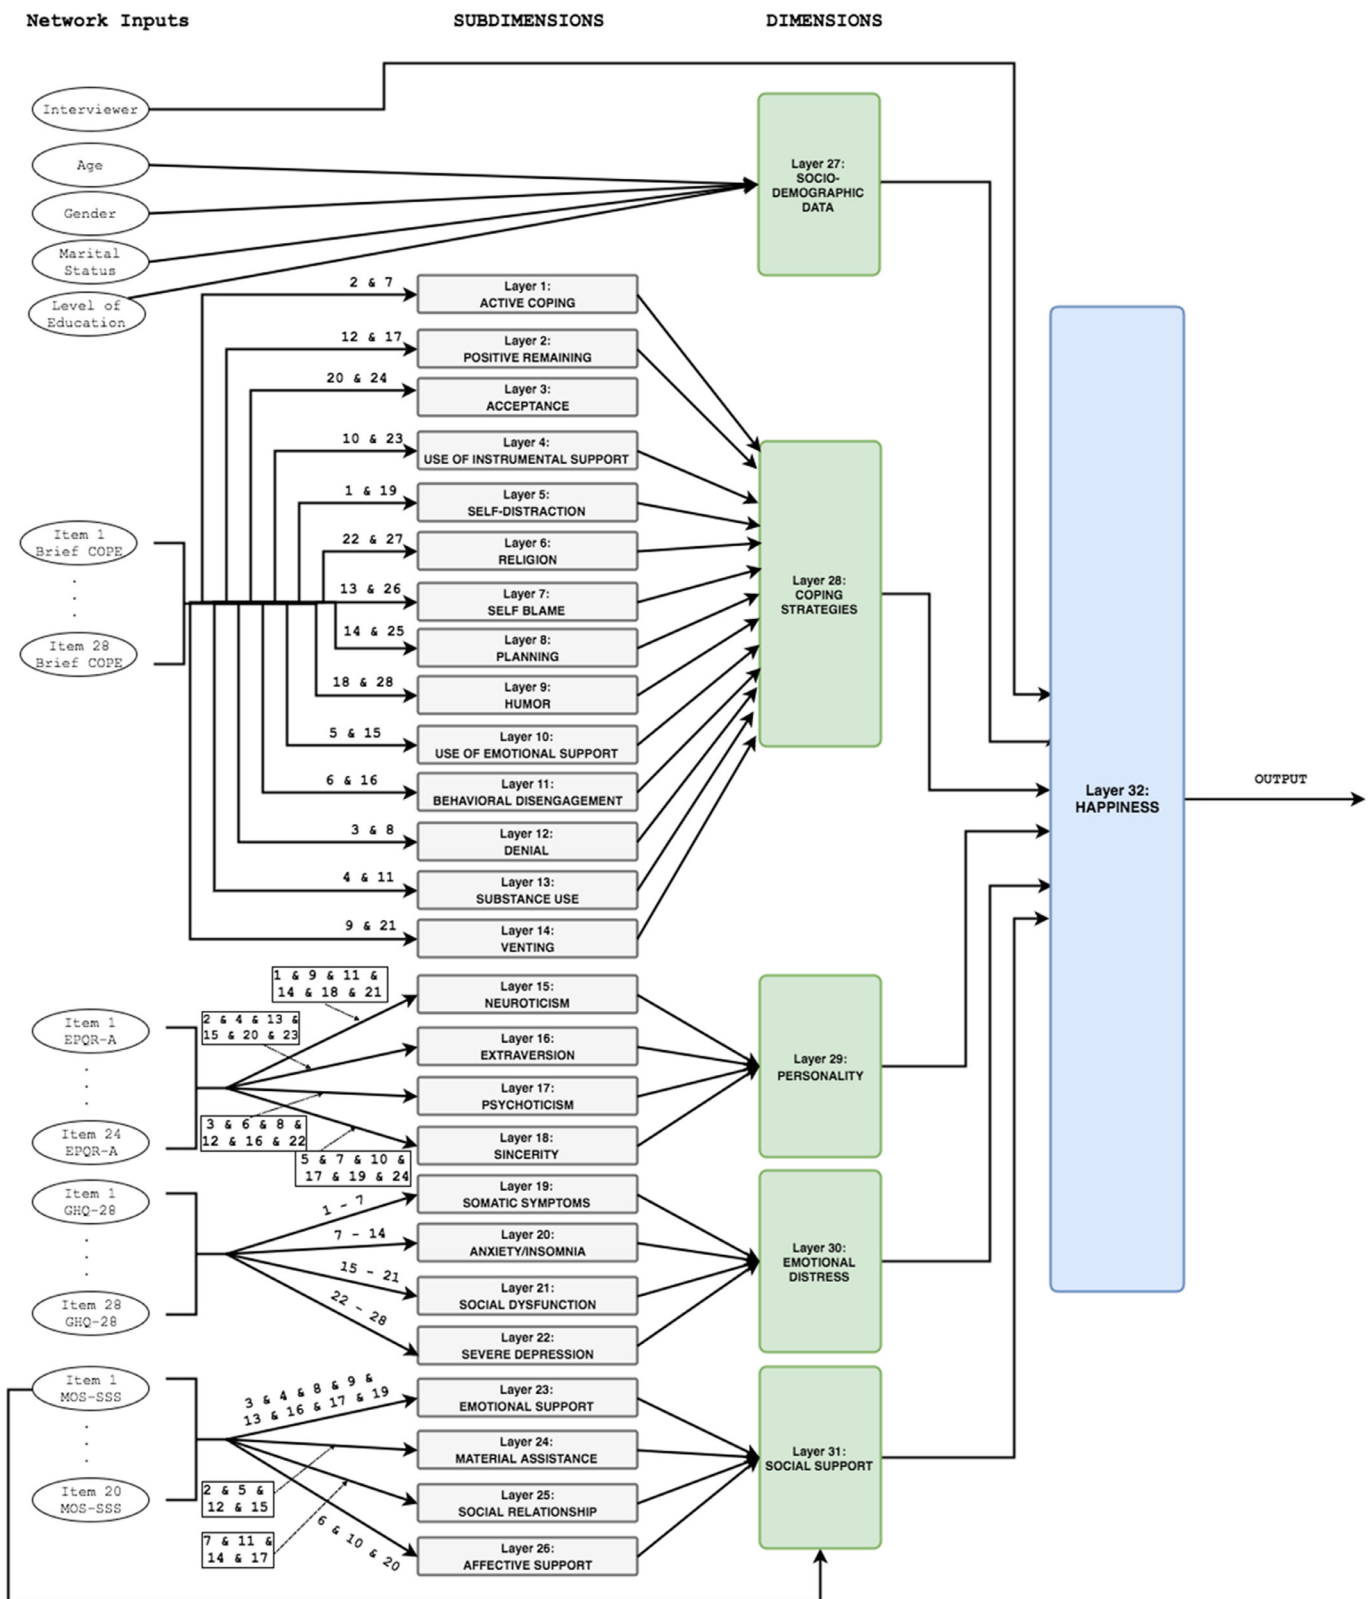 Network Inputs
SUBDIMENSIONS
DIMENSIONS
Interviewer
Age
Gender
Marital
Status
Level of
Education
Layer 27:
SOCIO-
DEMOGRAPHIC
DATA
2 & 7
Layer 1:
ACTIVE COPING
12 & 17
Layer 2:
POSITIVE REMAINING
20 & 24
Layer 3:
ACCEPTANCE
10 & 23
Layer 4:
USE OF INSTRUMENTAL SUPPORT
1 & 19
Layer 5:
SELF-DISTRACTION
22 & 27
Layer 6:
RELIGION
13 & 26
Layer 7:
SELF BLAME
14 & 25
Layer 8:
PLANNING
18 & 28
Layer 9:
HUMOR
5 & 15
Layer 10:
USE OF EMOTIONAL SUPPORT
6 & 16
Layer 11:
BEHAVIORAL DISENGAGEMENT
3 & 8
Layer 12:
DENIAL
4 & 11
Layer 13:
SUBSTANCE USE
9 & 21
Layer 14:
VENTING
Item 1
Brief COPE
.
.
.
Item 28
Brief COPE
Layer 28:
COPING
STRATEGIES
Layer 32:
HAPPINESS
OUTPUT
1 & 9 & 11 &
14 & 18 & 21
2 & 4 & 13 &
15 & 20 & 23
3 & 6 & 8 &
12 & 16 & 22
5 & 7 & 10 &
17 & 19 & 24
Item 1
EPQR-A
.
.
.
Item 24
EPQR-A
Layer 15:
NEUROTICISM
Layer 16:
EXTRAVERSION
Layer 17:
PSYCHOTICISM
Layer 18:
SINCERITY
Layer 29:
PERSONALITY
Item 1
GHQ-28
.
.
.
Item 28
GHQ-28
1 - 7
7 - 14
15 - 21
22 - 28
Layer 19:
SOMATIC SYMPTOMS
Layer 20:
ANXIETY/INSOMNIA
Layer 21:
SOCIAL DYSFUNCTION
Layer 22:
SEVERE DEPRESSION
Layer 30:
EMOTIONAL
DISTRESS
Item 1
MOS-SSS
.
.
.
Item 20
MOS-SSS
3 & 4 & 8 & 9 &
13 & 16 & 17 & 19
2 & 5 &
12 & 15
7 & 11 &
14 & 17
6 & 10 & 20
Layer 23:
EMOTIONAL SUPPORT
Layer 24:
MATERIAL ASSISTANCE
Layer 25:
SOCIAL RELATIONSHIP
Layer 26:
AFFECTIVE SUPPORT
Layer 31:
SOCIAL SUPPORT